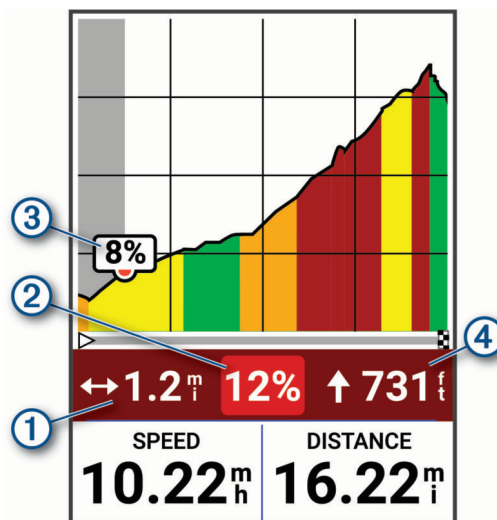 3
8%
2
4
↔ 1.2 mi
12%
↑ 731 ft
1
SPEED
DISTANCE
10.22 mh
16.22 mi